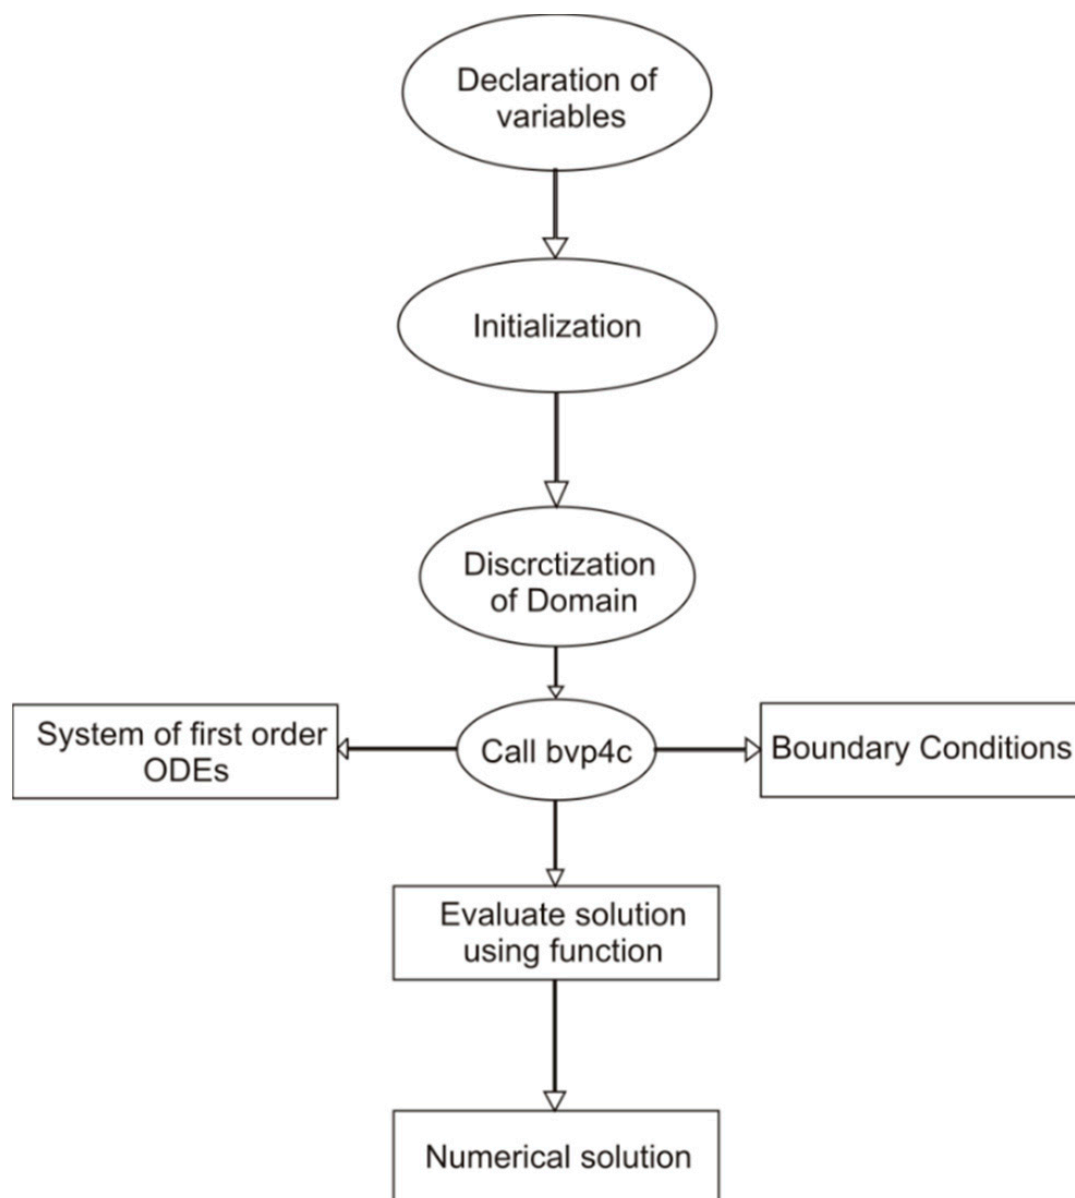 Declaration of
variables
Initialization
Discrctization
of Domain
System of first order
ODEs
Call bvp4c
Boundary Conditions
Evaluate solution
using function
Numerical solution